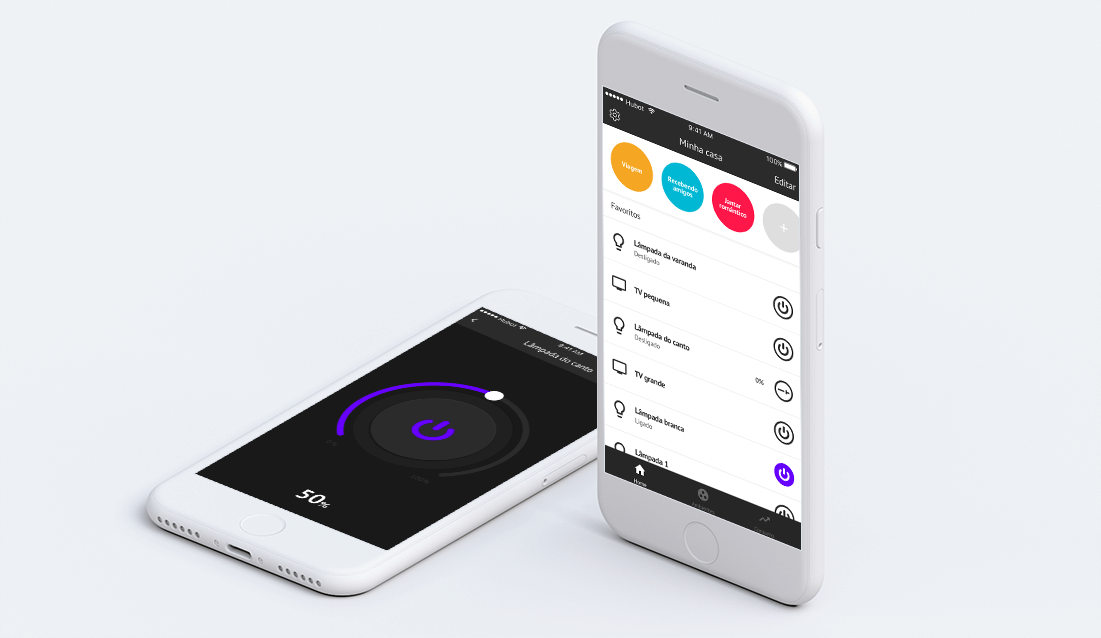 Hubot
9:41 AM
100%
Minha casa
Editar
Viagem
Recebendo
amigos
Jantar
romântico
+
Favoritos
Lâmpada da varanda
Desligado
TV pequena
Lâmpada do canto
Desligado
TV grande
0%
Lâmpada branca
Ligado
Lâmpada 1
Home
Hubot
9:41 AM
Lâmpada do canto
50%